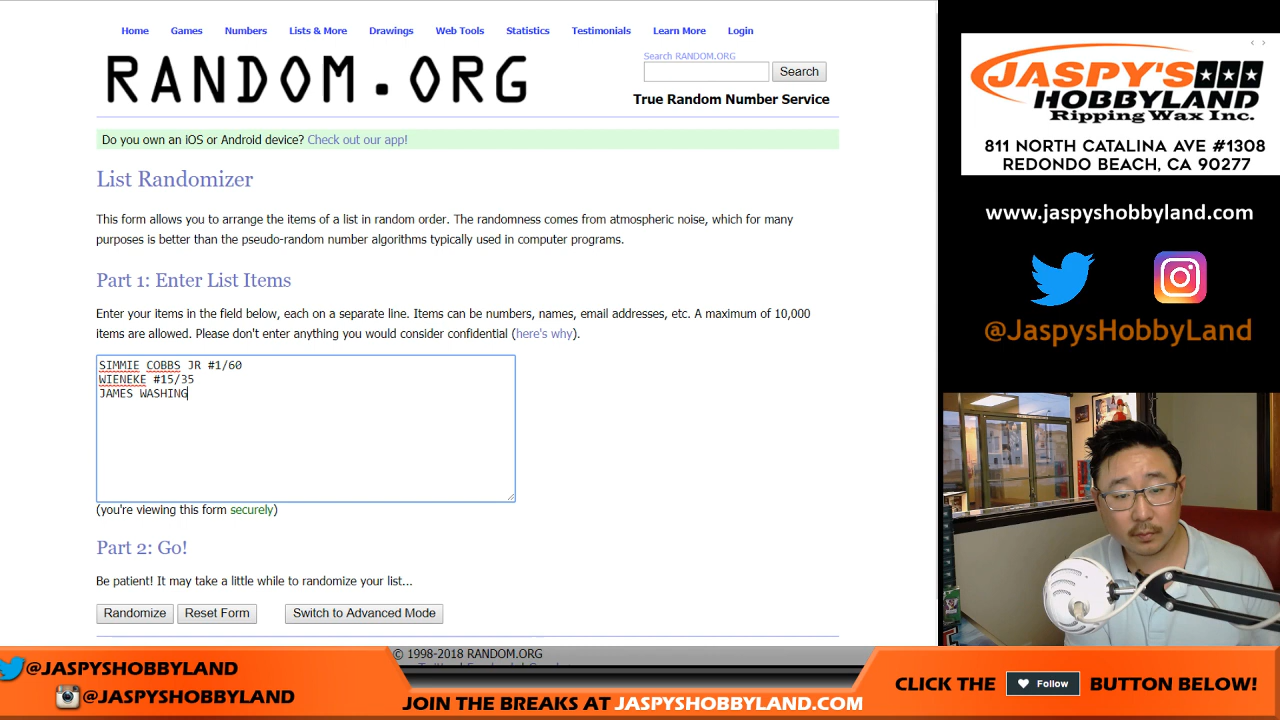 Home Games Numbers Lists & More Drawings Web Tools Statistics Testimonials Learn More Login
RANDOM.ORG
Search RANDOM.ORG
Search
True Random Number Service
Do you own an iOS or Android device? Check out our app!
List Randomizer
This form allows you to arrange the items of a list in random order. The randomness comes from atmospheric noise, which for many
purposes is better than the pseudo-random number algorithms typically used in computer programs.
Part 1: Enter List Items
Enter your items in the field below, each on a separate line. Items can be numbers, names, email addresses, etc. A maximum of 10,000
items are allowed. Please don't enter anything you would consider confidential (here's why).
SIMMIE COBBS JR #1/60
WIENEKE #15/35
JAMES WASHING
(you're viewing this form securely)
Part 2: Go!
Be patient! It may take a little while to randomize your list...
Randomize Reset Form Switch to Advanced Mode
© 1998-2018 RANDOM.ORG
JASPY'S
HOBBYLAND
Ripping Wax Inc.
811 NORTH CATALINA AVE #1308
REDONDO BEACH, CA 90277
www.jaspyshobbyland.com
@JaspysHobbyLand
@JASPYSHOBBYLAND
@JASPYSHOBBYLAND
JOIN THE BREAKS AT JASPYSHOBBYLAND.COM
CLICK THE Follow BUTTON BELOW!